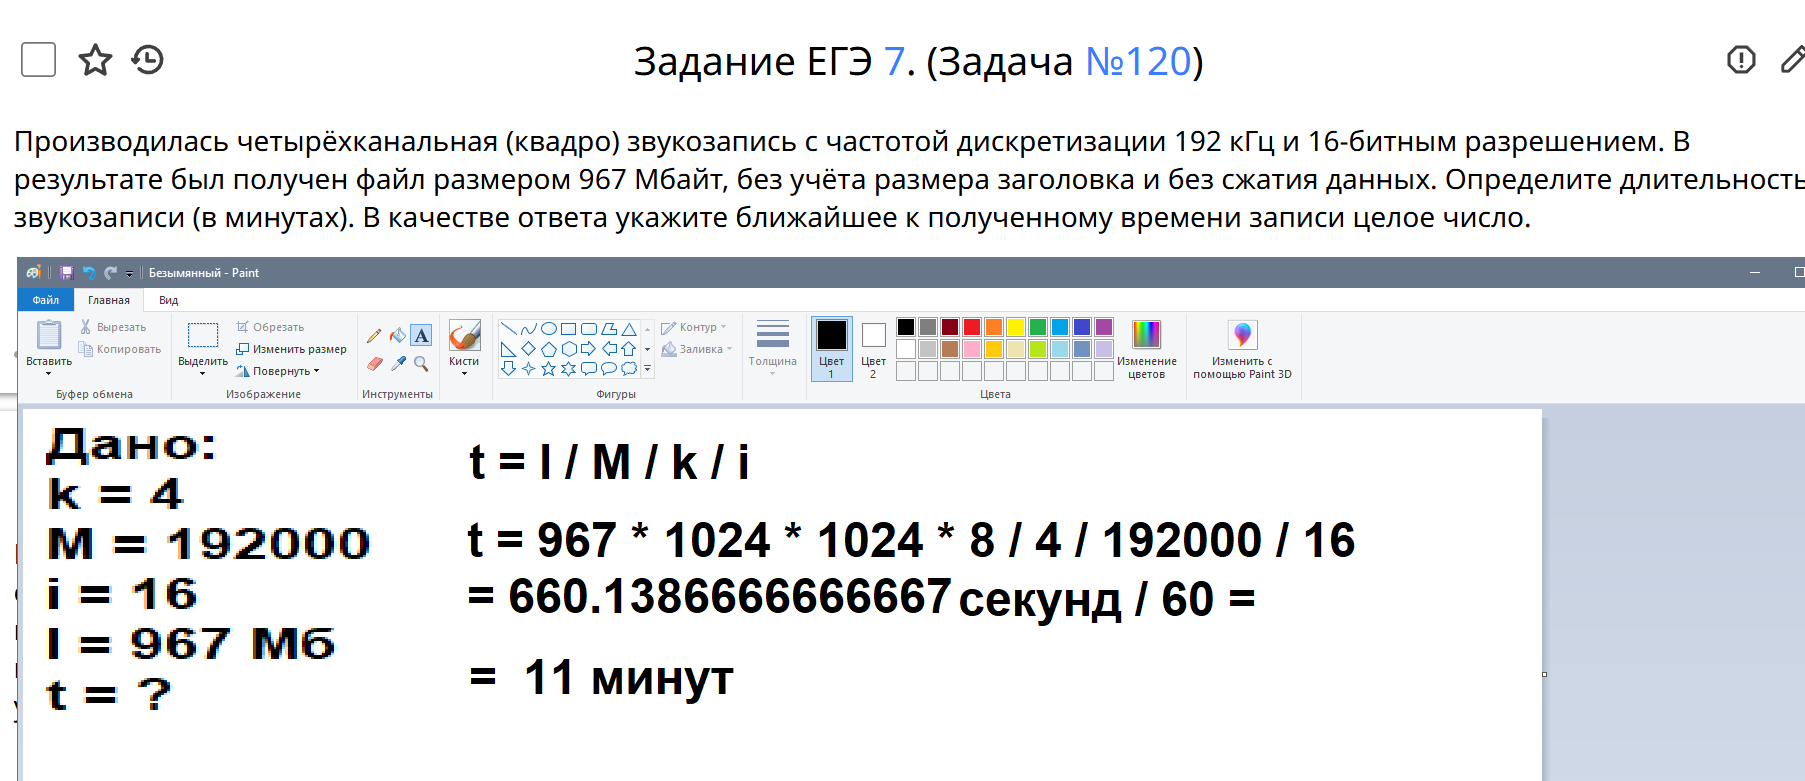 Задание ЕГЭ 7. (Задача №120)
Производилась четырёхканальная (квадро) звукозапись с частотой дискретизации 192 кГц и 16-битным разрешением. В
результате был получен файл размером 967 Мбайт, без учёта размера заголовка и без сжатия данных. Определите длительность
звукозаписи (в минутах). В качестве ответа укажите ближайшее к полученному времени записи целое число.
Безымянный - Paint
Файл Главная Вид
Вставить
Вырезать
Копировать
Буфер обмена
Выделить
Обрезать
Изменить размер
Повернуть
Изображение
Инструменты
Кисти
Контур
Заливка
Фигуры
Толщина
Цвет 1
Цвет 2
Изменение цветов
Цвета
Изменить с помощью Paint 3D
Дано:
k = 4
M = 192000
i = 16
I = 967 Мб
t = ?
t = I / M / k / i
t = 967 * 1024 * 1024 * 8 / 4 / 192000 / 16
= 660.1386666666667 секунд / 60 =
= 11 минут